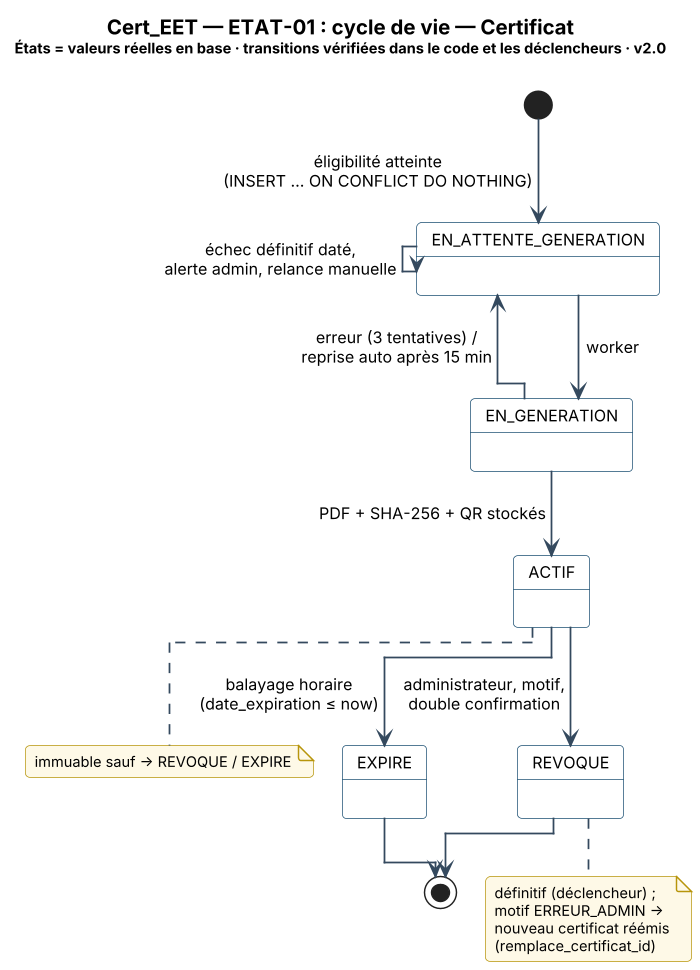 Cert_EET — ETAT-01 : cycle de vie — Certificat
États = valeurs réelles en base · transitions vérifiées dans le code et les déclencheurs · v2.0
éligibilité atteinte
(INSERT ... ON CONFLICT DO NOTHING)
EN_ATTENTE_GENERATION
échec définitif daté,
alerte admin, relance manuelle
erreur (3 tentatives) /
reprise auto après 15 min
worker
EN_GENERATION
PDF + SHA-256 + QR stockés
ACTIF
balayage horaire
(date_expiration ≤ now)
administrateur, motif,
double confirmation
immuable sauf → REVOQUE / EXPIRE
EXPIRE
REVOQUE
définitif (déclencheur) ;
motif ERREUR_ADMIN →
nouveau certificat réémis
(remplace_certificat_id)